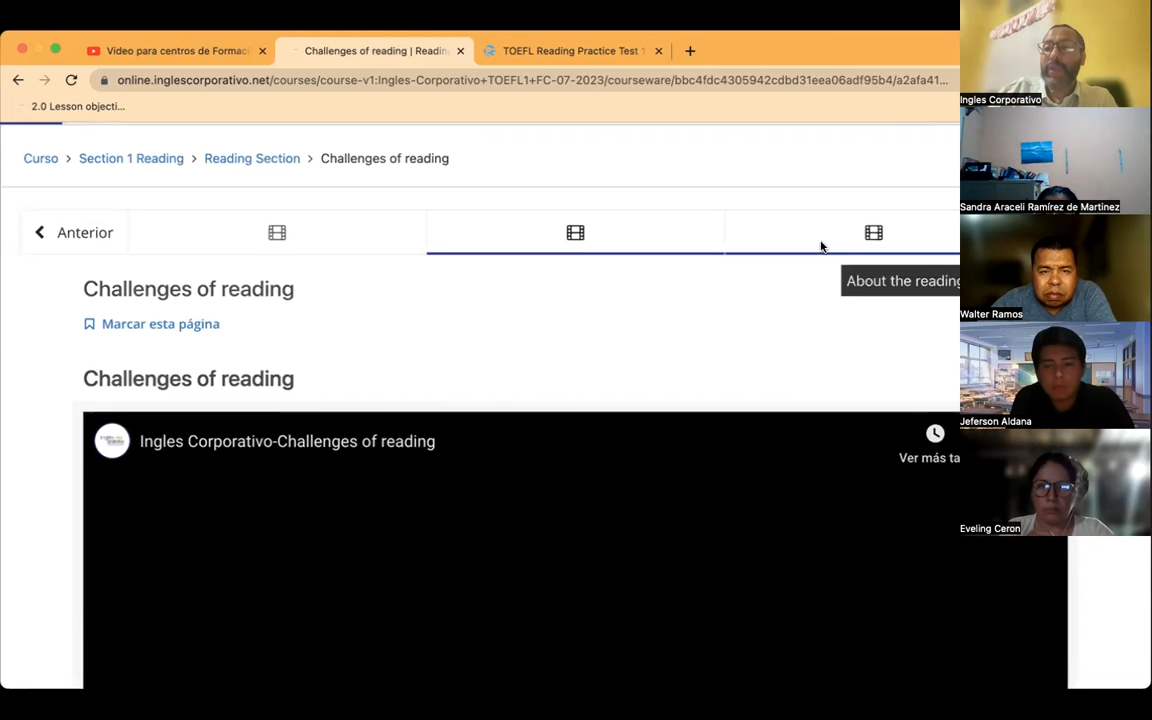 Video para centros de Formaci
Challenges of reading | Readin
TOEFL Reading Practice Test 1
online.inglescorporativo.net/courses/course-v1:Ingles-Corporativo+TOEFL1+FC-07-2023/courseware/bbc4fdc4305942cdbd31eea06adf95b4/a2afa41...
2.0 Lesson objecti...
Curso > Section 1 Reading > Reading Section > Challenges of reading
Anterior
About the reading
Challenges of reading
Marcar esta página
Challenges of reading
Ingles Corporativo-Challenges of reading
Ver más ta
Ingles Corporativo
Sandra Araceli Ramírez de Martinez
Walter Ramos
Jeferson Aldana
Eveling Ceron